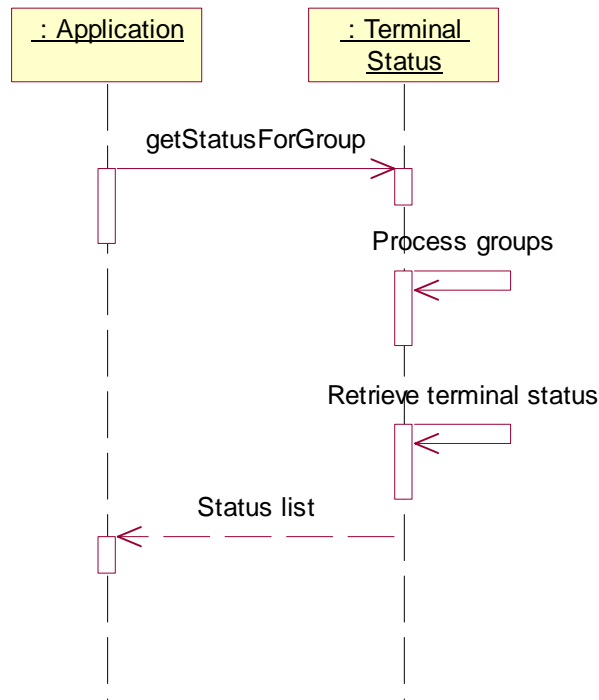 : Application
: Terminal
Status
getStatusForGroup
Process groups
Retrieve terminal status
Status list